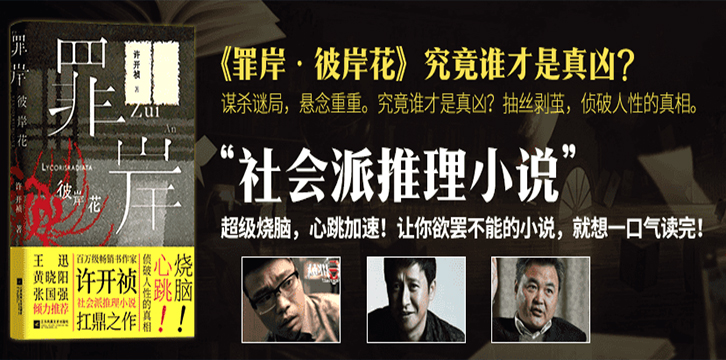 罪岸
彼岸花
许开祯 著
Zui
An
LYCORISRADIATA
彼岸花
许开祯 著
王迅
黄晓阳
张国强
倾力推荐
百万级畅销书作家
许开祯
社会派推理小说
扛鼎之作
侦破人性的真相
烧脑!
心跳!
《罪岸·彼岸花》究竟谁才是真凶?
谋杀谜局，悬念重重。究竟谁才是真凶？抽丝剥茧，侦破人性的真相。
“社会派推理小说”
超级烧脑，心跳加速！让你欲罢不能的小说，就想一口气读完！